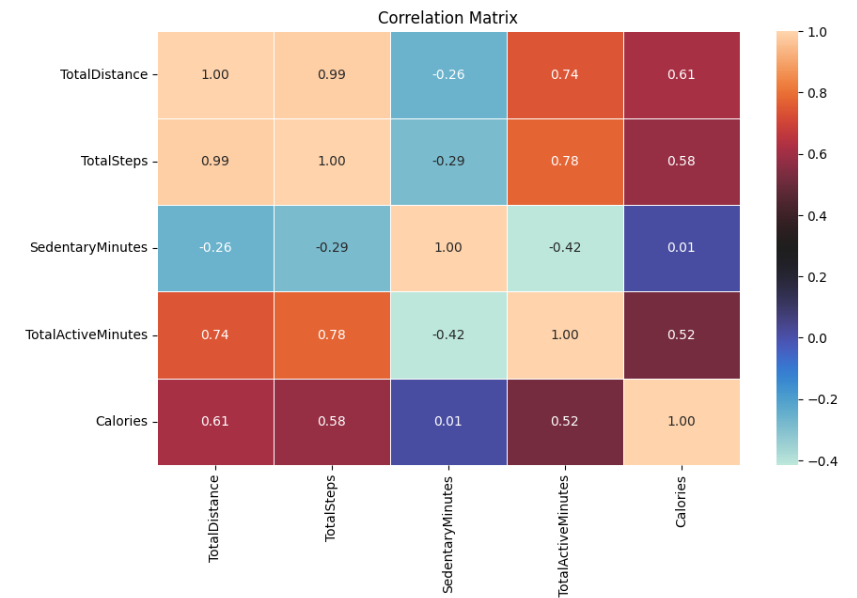 Correlation Matrix
TotalDistance 1.00 0.99 -0.26 0.74 0.61
TotalSteps 0.99 1.00 -0.29 0.78 0.58
SedentaryMinutes -0.26 -0.29 1.00 -0.42 0.01
TotalActiveMinutes 0.74 0.78 -0.42 1.00 0.52
Calories 0.61 0.58 0.01 0.52 1.00
TotalDistance
TotalSteps
SedentaryMinutes
TotalActiveMinutes
Calories
1.0
0.8
0.6
0.4
0.2
0.0
−0.2
−0.4